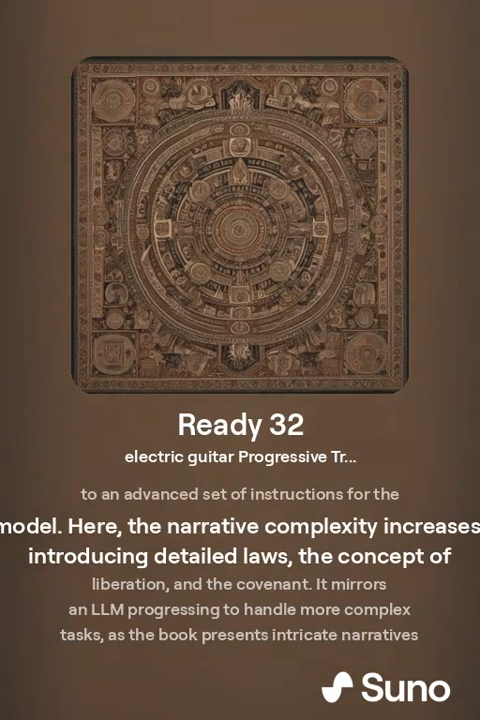 Ready 32
electric guitar Progressive Tr...
to an advanced set of instructions for the
model. Here, the narrative complexity increases
introducing detailed laws, the concept of
liberation, and the covenant. It mirrors
an LLM progressing to handle more complex
tasks, as the book presents intricate narratives
Suno